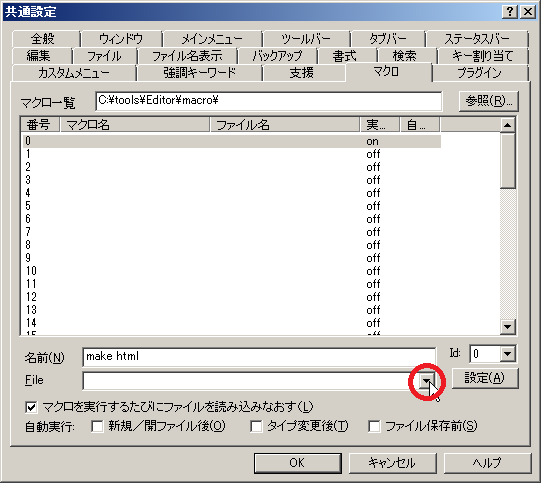 共通設定
全般 ウィンドウ メインメニュー ツールバー タブバー ステータスバー
編集 ファイル ファイル名表示 バックアップ 書式 検索 キー割り当て
カスタムメニュー 強調キーワード 支援 マクロ プラグイン
マクロ一覧 C:¥tools¥Editor¥macro¥ 参照(R)...
番号 マクロ名 ファイル名 実... 自...
0 on
1 off
2 off
3 off
4 off
5 off
6 off
7 off
8 off
9 off
10 off
11 off
12 off
13 off
14 off
15 off
名前(N) make html Id: 0
File 設定(A)
マクロを実行するたびにファイルを読み込みなおす(L)
自動実行: 新規／開ファイル後(O) タイプ変更後(T) ファイル保存前(S)
OK キャンセル ヘルプ